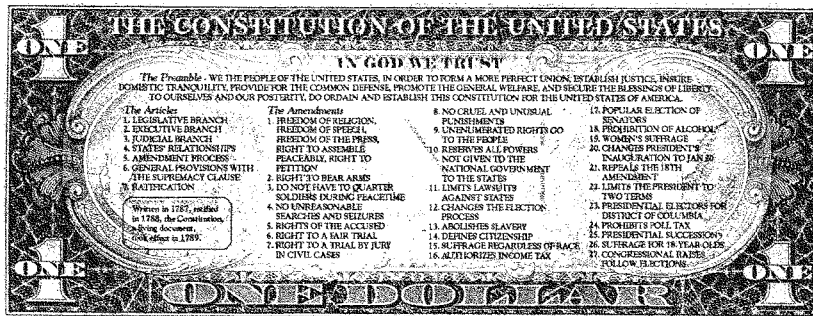 THE CONSTITUTION OF THE UNITED STATES
1
ONE
1
ONE
IN GOD WE TRUST
The Preamble - WE THE PEOPLE OF THE UNITED STATES, IN ORDER TO FORM A MORE PERFECT UNION, ESTABLISH JUSTICE, INSURE
DOMESTIC TRANQUILITY, PROVIDE FOR THE COMMON DEFENSE, PROMOTE THE GENERAL WELFARE, AND SECURE THE BLESSINGS OF LIBERTY
TO OURSELVES AND OUR POSTERITY, DO ORDAIN AND ESTABLISH THIS CONSTITUTION FOR THE UNITED STATES OF AMERICA.
The Articles
1. LEGISLATIVE BRANCH
2. EXECUTIVE BRANCH
3. JUDICIAL BRANCH
4. STATES' RELATIONSHIPS
5. AMENDMENT PROCESS
6. GENERAL PROVISIONS WITH
THE SUPREMACY CLAUSE
7. RATIFICATION
Written in 1787, ratified
in 1788, the Constitution,
a living document,
took effect in 1789.
The Amendments
1. FREEDOM OF RELIGION,
FREEDOM OF SPEECH,
FREEDOM OF THE PRESS,
RIGHT TO ASSEMBLE
PEACEABLY, RIGHT TO
PETITION
2. RIGHT TO BEAR ARMS
3. DO NOT HAVE TO QUARTER
SOLDIERS DURING PEACETIME
4. NO UNREASONABLE
SEARCHES AND SEIZURES
5. RIGHTS OF THE ACCUSED
6. RIGHT TO A FAIR TRIAL
7. RIGHT TO A TRIAL BY JURY
IN CIVIL CASES
8. NO CRUEL AND UNUSUAL
PUNISHMENTS
9. UNENUMERATED RIGHTS GO
TO THE PEOPLE
10. RESERVES ALL POWERS
NOT GIVEN TO THE
NATIONAL GOVERNMENT
TO THE STATES
11. LIMITS LAWSUITS
AGAINST STATES
12. CHANGES THE ELECTION
PROCESS
13. ABOLISHES SLAVERY
14. DEFINES CITIZENSHIP
15. SUFFRAGE REGARDLESS OF RACE
16. AUTHORIZES INCOME TAX
17. POPULAR ELECTION OF
SENATORS
18. PROHIBITION OF ALCOHOL
19. WOMEN'S SUFFRAGE
20. CHANGES PRESIDENT'S
INAUGURATION TO JAN 20
21. REPEALS THE 18TH
AMENDMENT
22. LIMITS THE PRESIDENT TO
TWO TERMS
23. PRESIDENTIAL ELECTORS FOR
DISTRICT OF COLUMBIA
24. PROHIBITS POLL TAX
25. PRESIDENTIAL SUCCESSION
26. SUFFRAGE FOR 18-YEAR-OLDS
27. CONGRESSIONAL RAISES
FOLLOW ELECTIONS
ONE
1
ONE
1
ONE DOLLAR